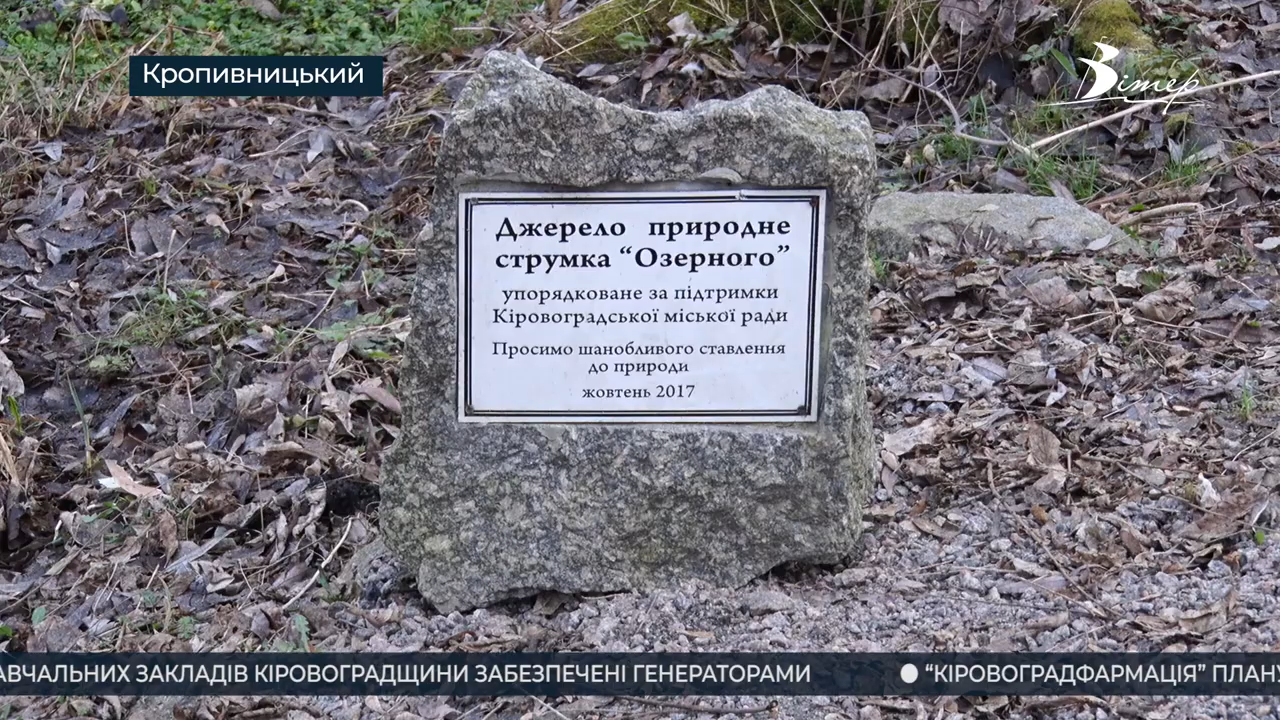 Кропивницький
Вітер
Джерело природне
струмка “Озерного”
упорядковане за підтримки
Кіровоградської міської ради
Просимо шанобливого ставлення
до природи
жовтень 2017
АВЧАЛЬНИХ ЗАКЛАДІВ КІРОВОГРАДЩИНИ ЗАБЕЗПЕЧЕНІ ГЕНЕРАТОРАМИ ● “КІРОВОГРАДФАРМАЦІЯ” ПЛАНУ